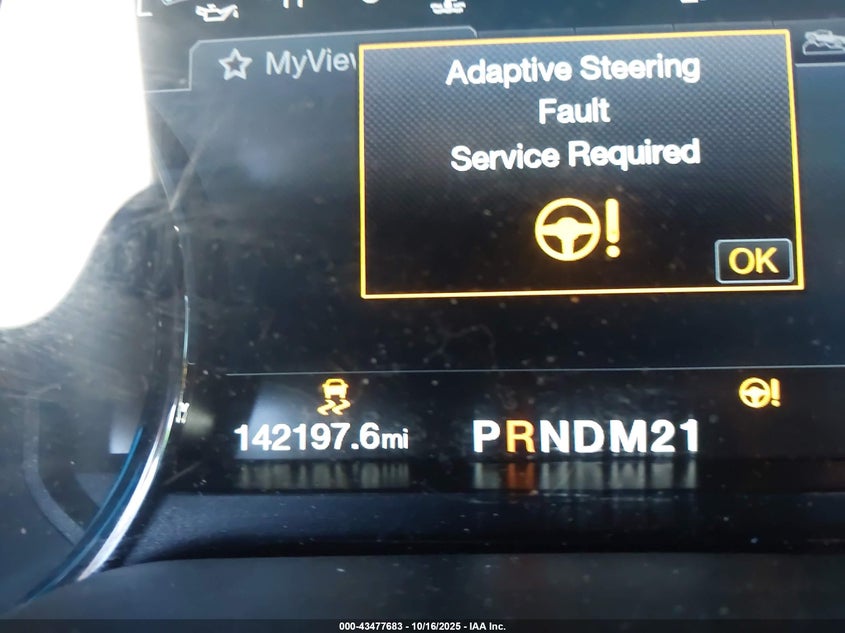 MyView
Adaptive Steering
Fault
Service Required
OK
142197.6mi
PRNDM21
000-43477683 - 10/16/2025 - IAA Inc.